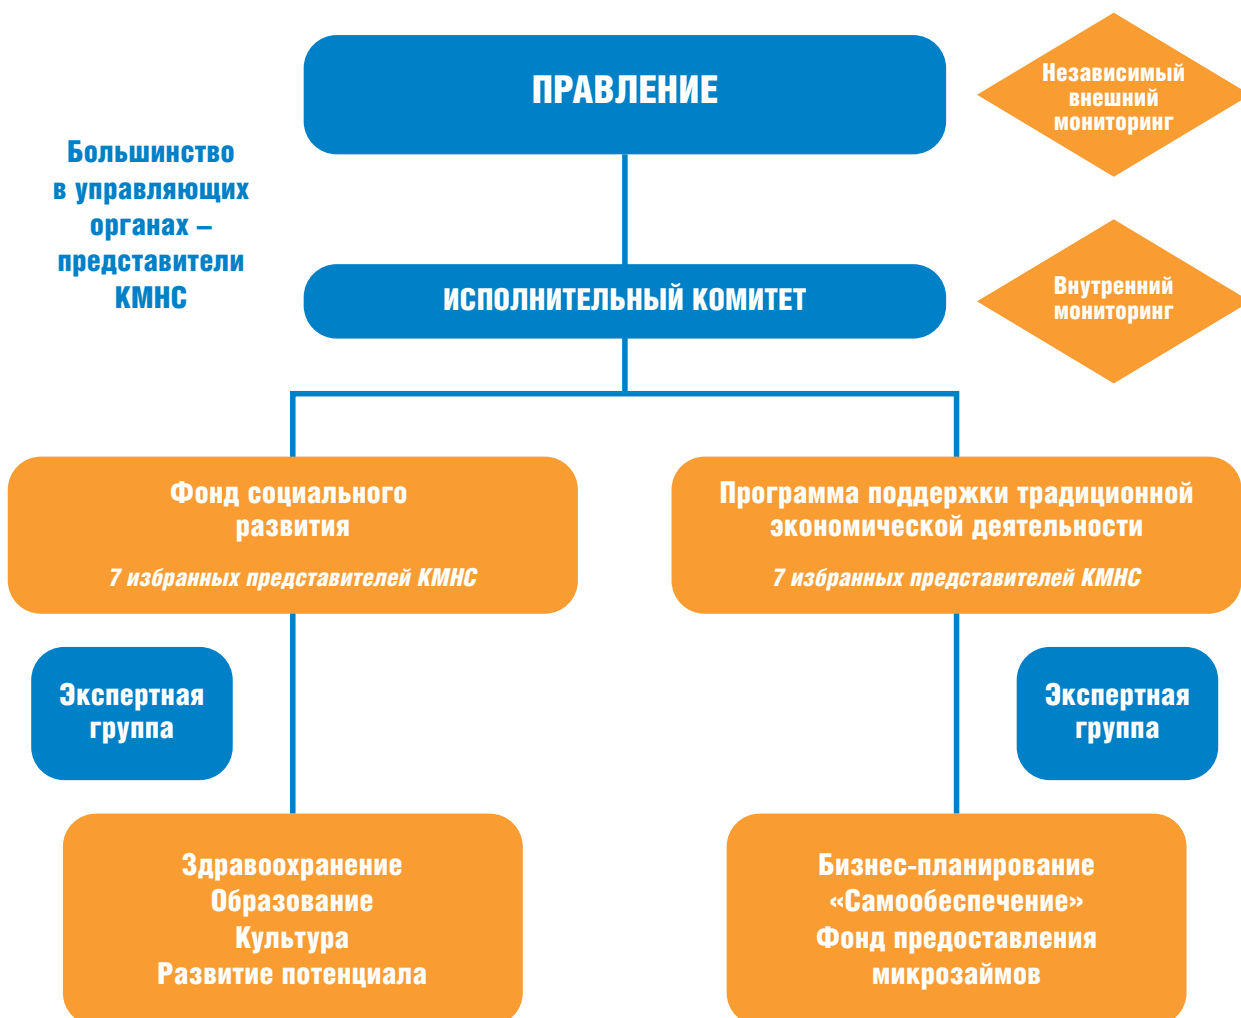 ПРАВЛЕНИЕ
Независимый
внешний
мониторинг
Большинство
в управляющих
органах –
представители
КМНС
ИСПОЛНИТЕЛЬНЫЙ КОМИТЕТ
Внутренний
мониторинг
Фонд социального
развития
7 избранных представителей КМНС
Программа поддержки традиционной
экономической деятельности
7 избранных представителей КМНС
Экспертная
группа
Экспертная
группа
Здравоохранение
Образование
Культура
Развитие потенциала
Бизнес-планирование
«Самообеспечение»
Фонд предоставления
микрозаймов